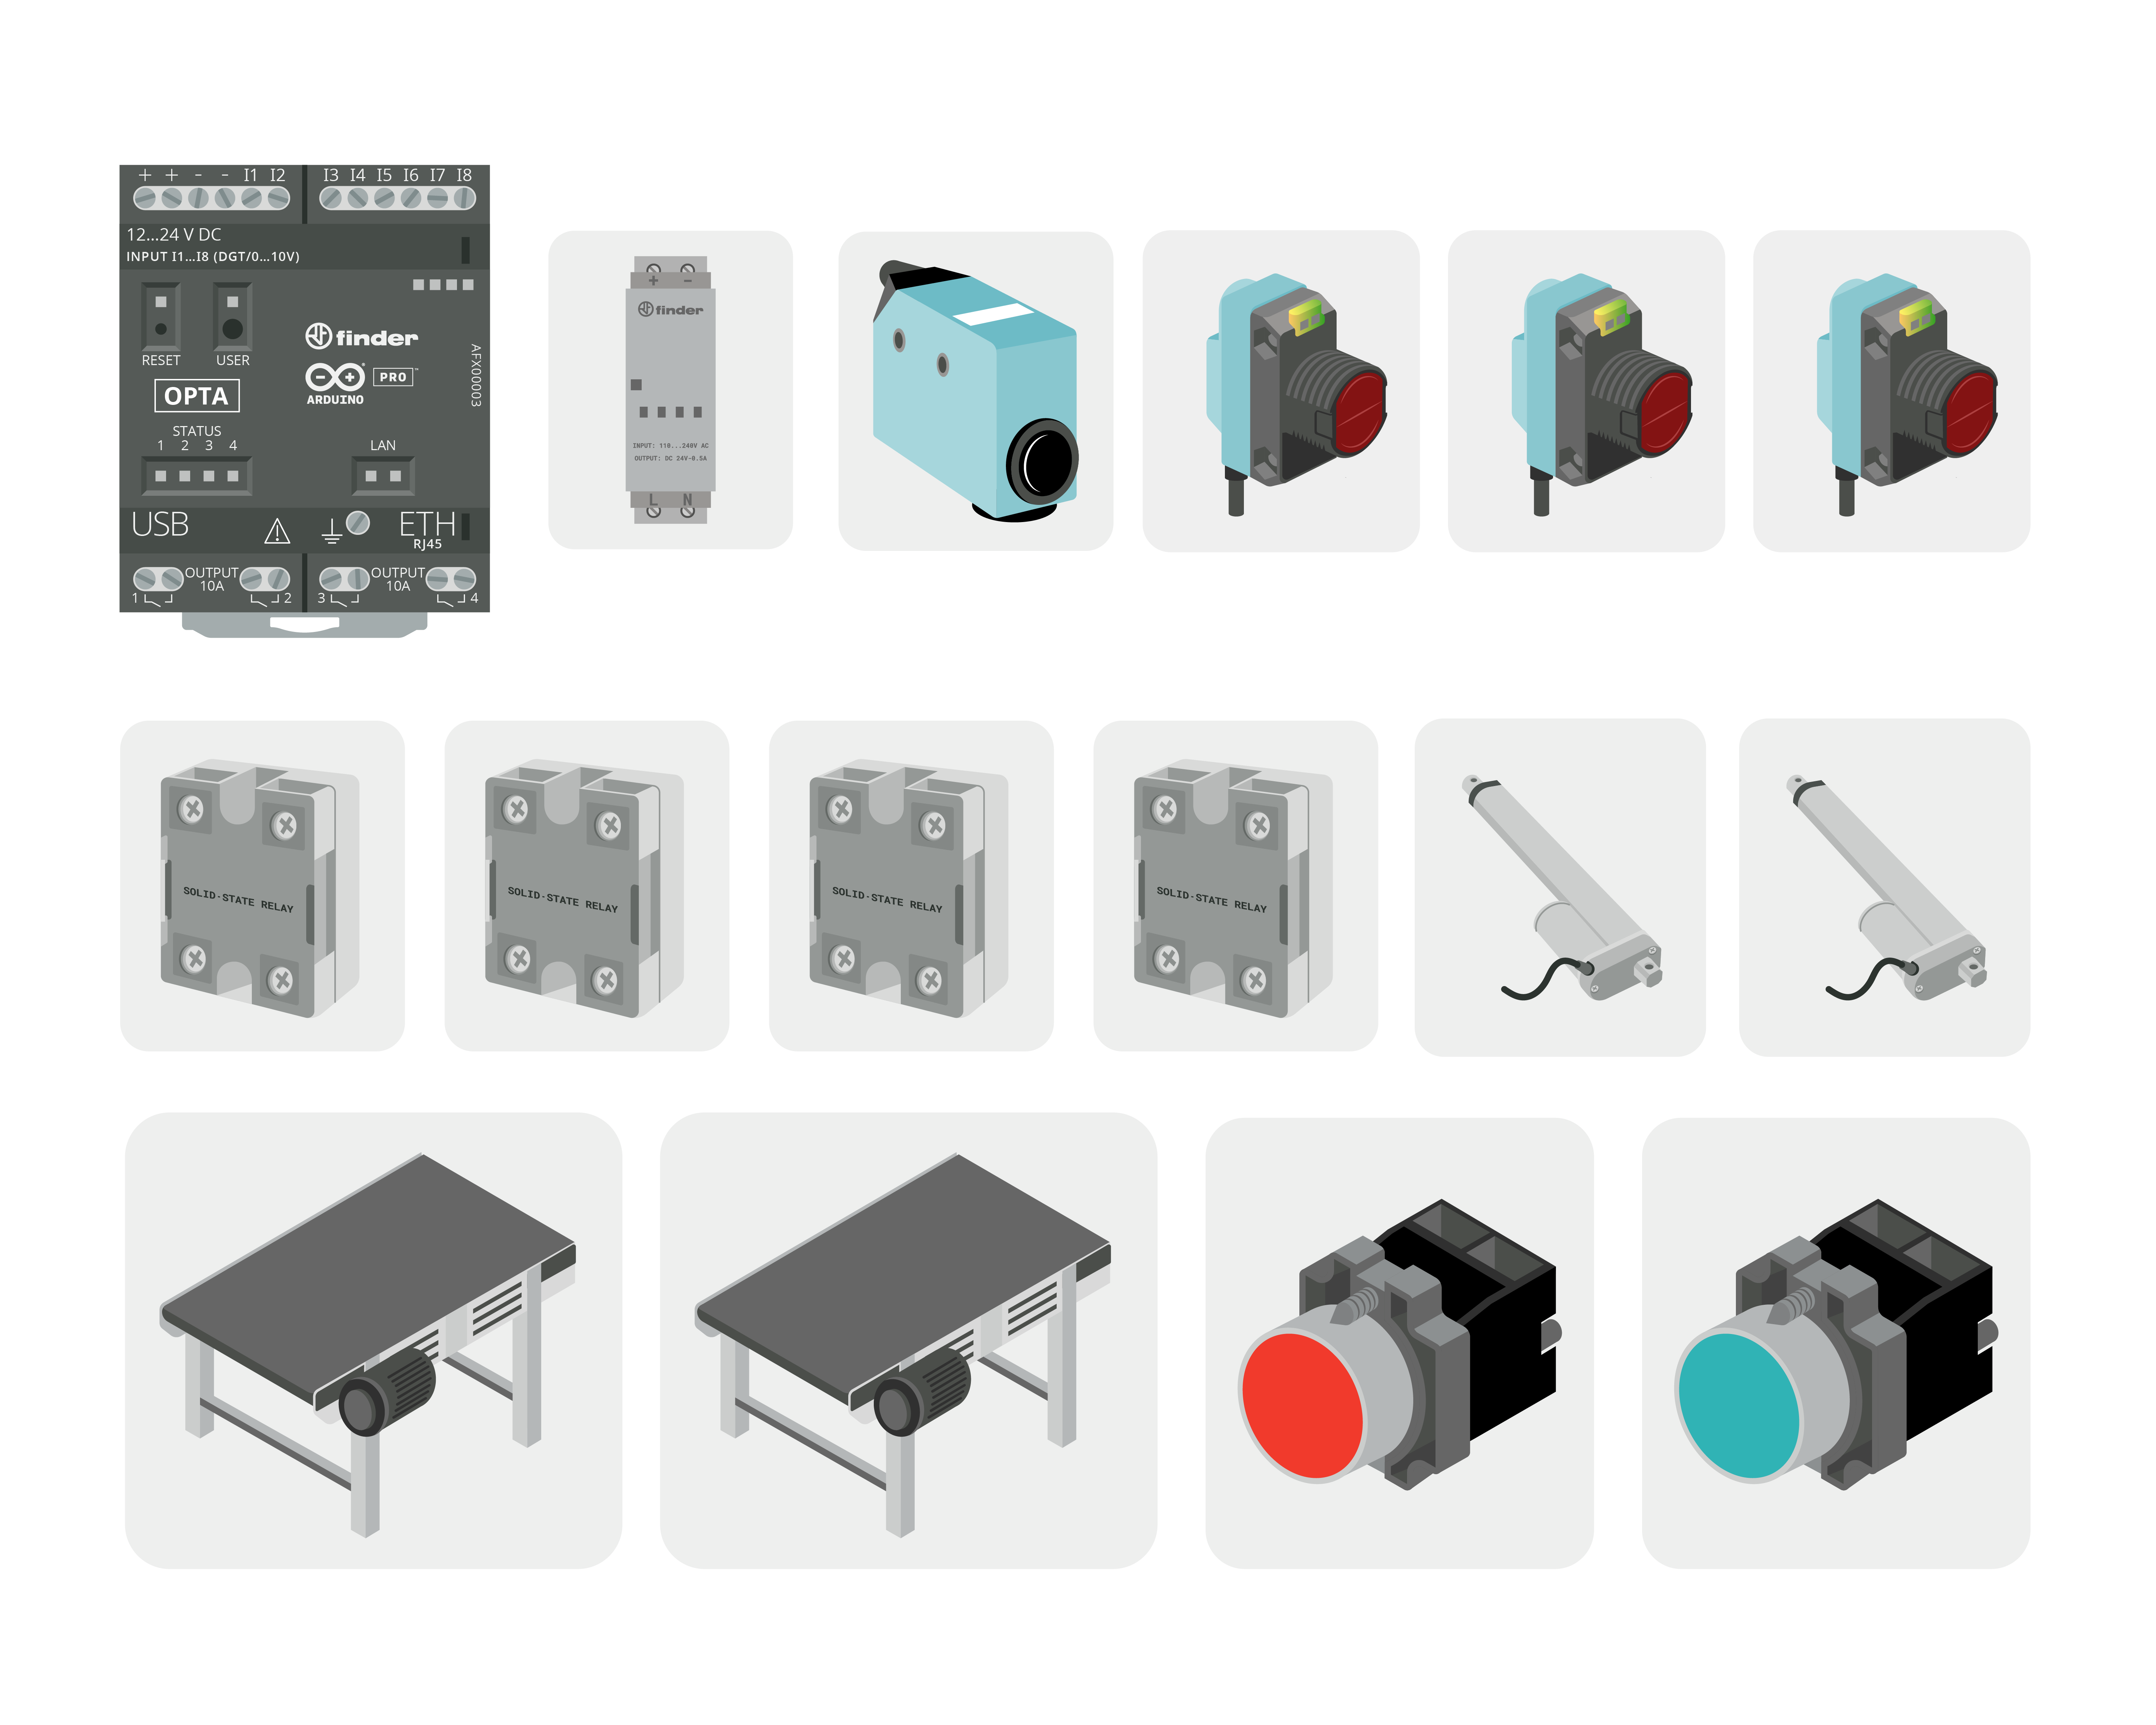 + + - - I1 I2 I3 I4 I5 I6 I7 I8
12...24 V DC
INPUT I1...I8 (DGT/0...10V)
RESET USER
finder
PRO™
ARDUINO
AFX00003
OPTA
STATUS
1 2 3 4
LAN
USB
ETH
RJ45
OUTPUT
10A
1 2
OUTPUT
10A
3 4
+ -
finder
INPUT: 110...240V AC
OUTPUT: DC 24V-0.5A
L N
SOLID-STATE RELAY
SOLID-STATE RELAY
SOLID-STATE RELAY
SOLID-STATE RELAY